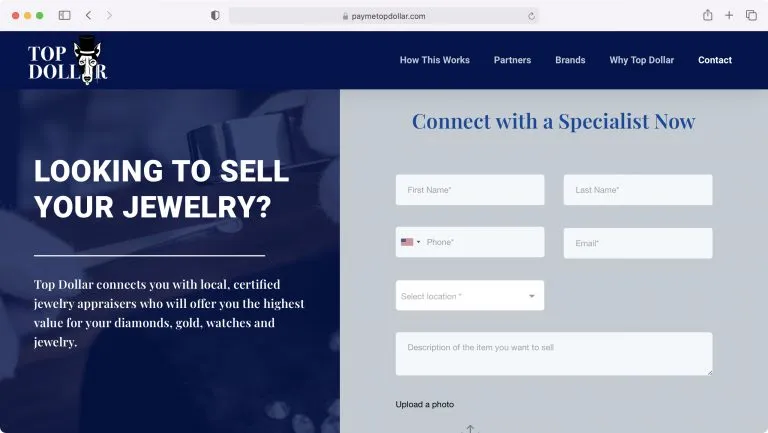 paymetopdollar.com
TOP
DOLLAR
How This Works
Partners
Brands
Why Top Dollar
Contact
LOOKING TO SELL
YOUR JEWELRY?
Top Dollar connects you with local, certified
jewelry appraisers who will offer you the highest
value for your diamonds, gold, watches and
jewelry.
Connect with a Specialist Now
First Name*
Last Name*
Phone*
Email*
Select location *
Description of the item you want to sell
Upload a photo